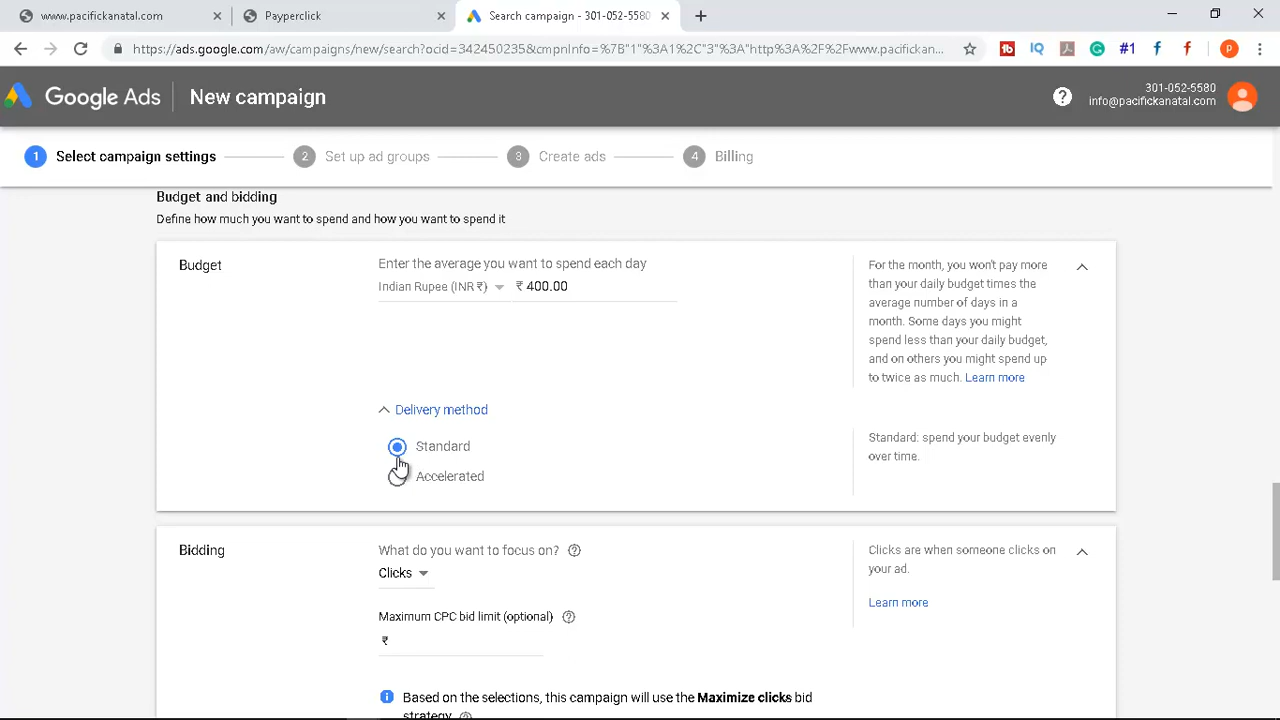 www.pacifickanatal.com
Payperclick
Search campaign - 301-052-5580
https://ads.google.com/aw/campaigns/new/search?ocid=342450235&cmpnInfo=%7B"1"%3A1%2C"3"%3A"http%3A%2F%2Fwww.pacifickan...
tb
IQ
#1
f
f
P
Google Ads
New campaign
?
301-052-5580
info@pacifickanatal.com
1 Select campaign settings
2 Set up ad groups
3 Create ads
4 Billing
Budget and bidding
Define how much you want to spend and how you want to spend it
Budget
Enter the average you want to spend each day
Indian Rupee (INR ₹)
₹ 400.00
For the month, you won't pay more
than your daily budget times the
average number of days in a
month. Some days you might
spend less than your daily budget,
and on others you might spend up
to twice as much. Learn more
Delivery method
Standard
Accelerated
Standard: spend your budget evenly
over time.
Bidding
What do you want to focus on? ?
Clicks
Maximum CPC bid limit (optional) ?
₹
Clicks are when someone clicks on
your ad.
Learn more
Based on the selections, this campaign will use the Maximize clicks bid
strategy